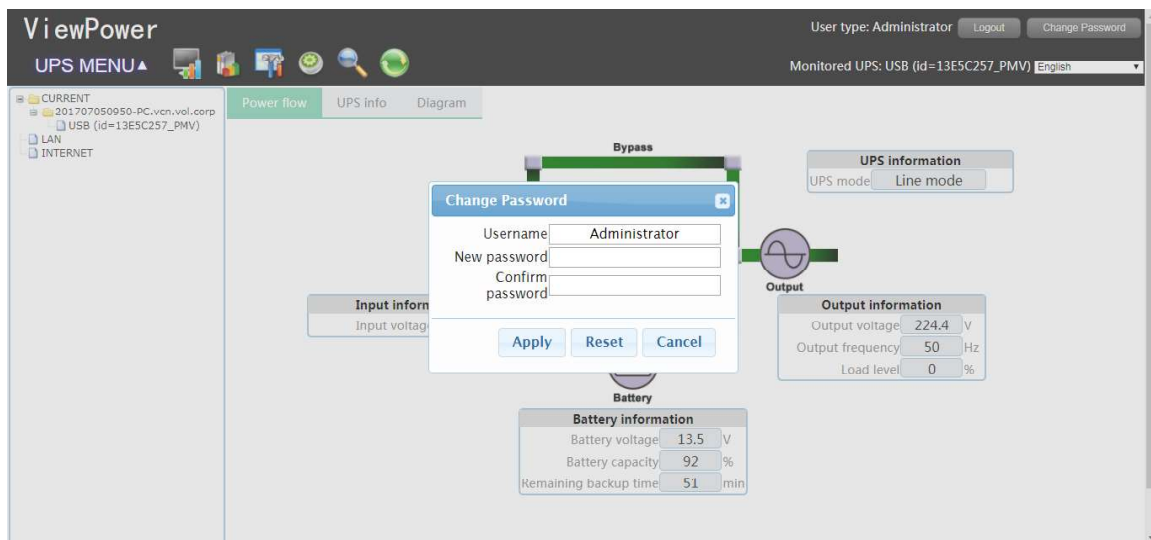 ViewPower
User type: Administrator Logout Change Password
UPS MENU▲
Monitored UPS: USB (id=13E5C257_PMV) English
CURRENT
201707050950-PC.vcn.vol.corp
USB (id=13E5C257_PMV)
LAN
INTERNET
Power flow UPS info Diagram
Bypass
UPS information
UPS mode Line mode
Change Password
Username Administrator
New password
Confirm
password
Apply Reset Cancel
Output
Input inform
Input voltag
Output information
Output voltage 224.4 V
Output frequency 50 Hz
Load level 0 %
Battery
Battery information
Battery voltage 13.5 V
Battery capacity 92 %
Remaining backup time 51 min